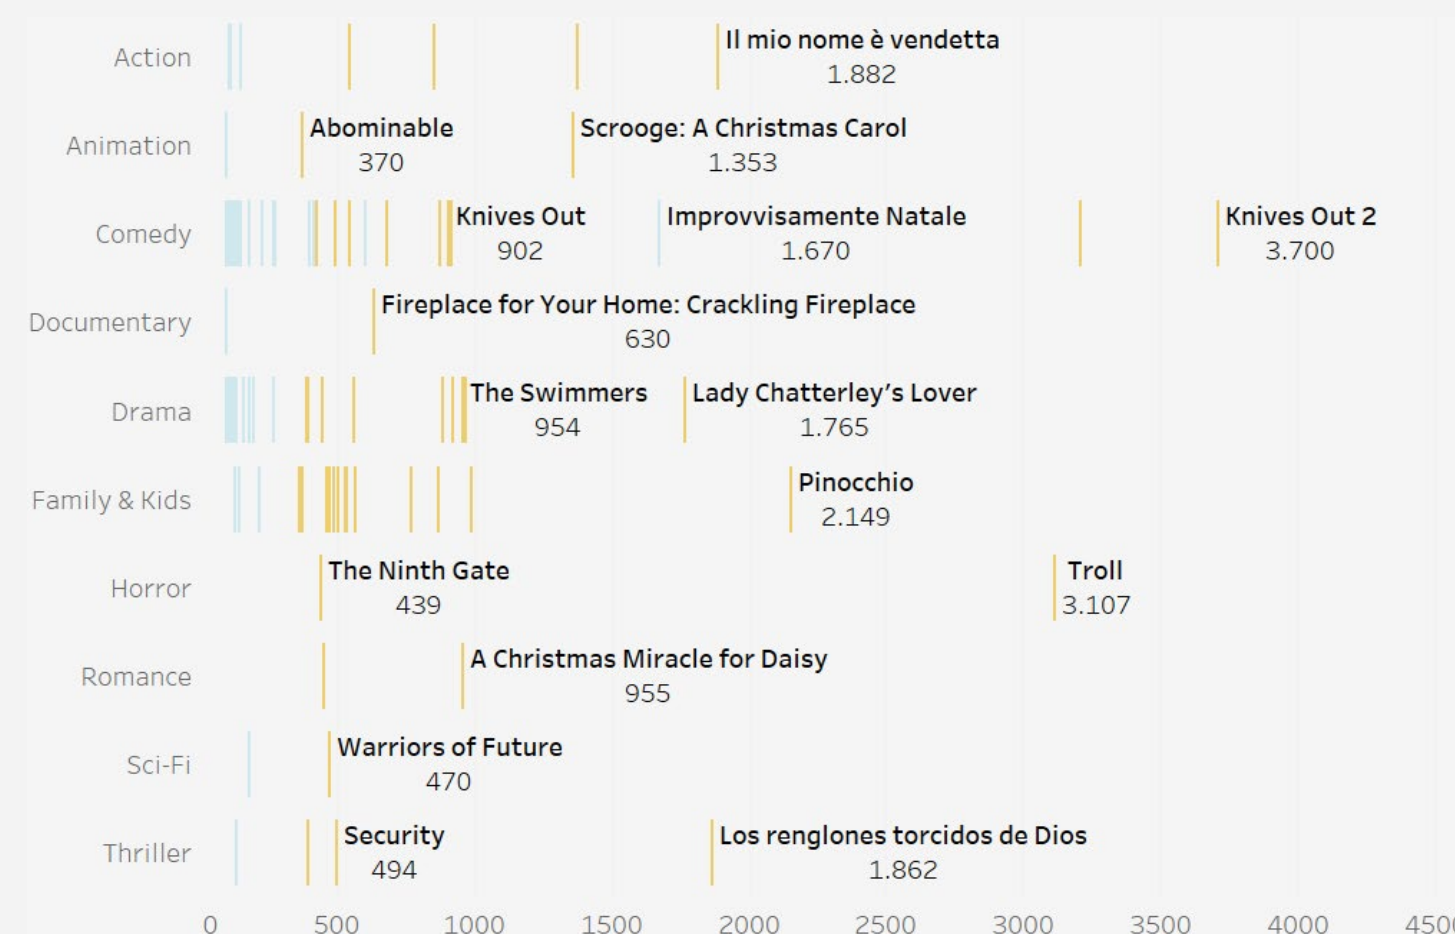 Action
Il mio nome è vendetta
1.882
Animation
Abominable
370
Scrooge: A Christmas Carol
1.353
Comedy
Knives Out
902
Improvvisamente Natale
1.670
Knives Out 2
3.700
Documentary
Fireplace for Your Home: Crackling Fireplace
630
Drama
The Swimmers
954
Lady Chatterley's Lover
1.765
Family & Kids
Pinocchio
2.149
Horror
The Ninth Gate
439
Troll
3.107
Romance
A Christmas Miracle for Daisy
955
Sci-Fi
Warriors of Future
470
Thriller
Security
494
Los renglones torcidos de Dios
1.862
0 500 1000 1500 2000 2500 3000 3500 4000